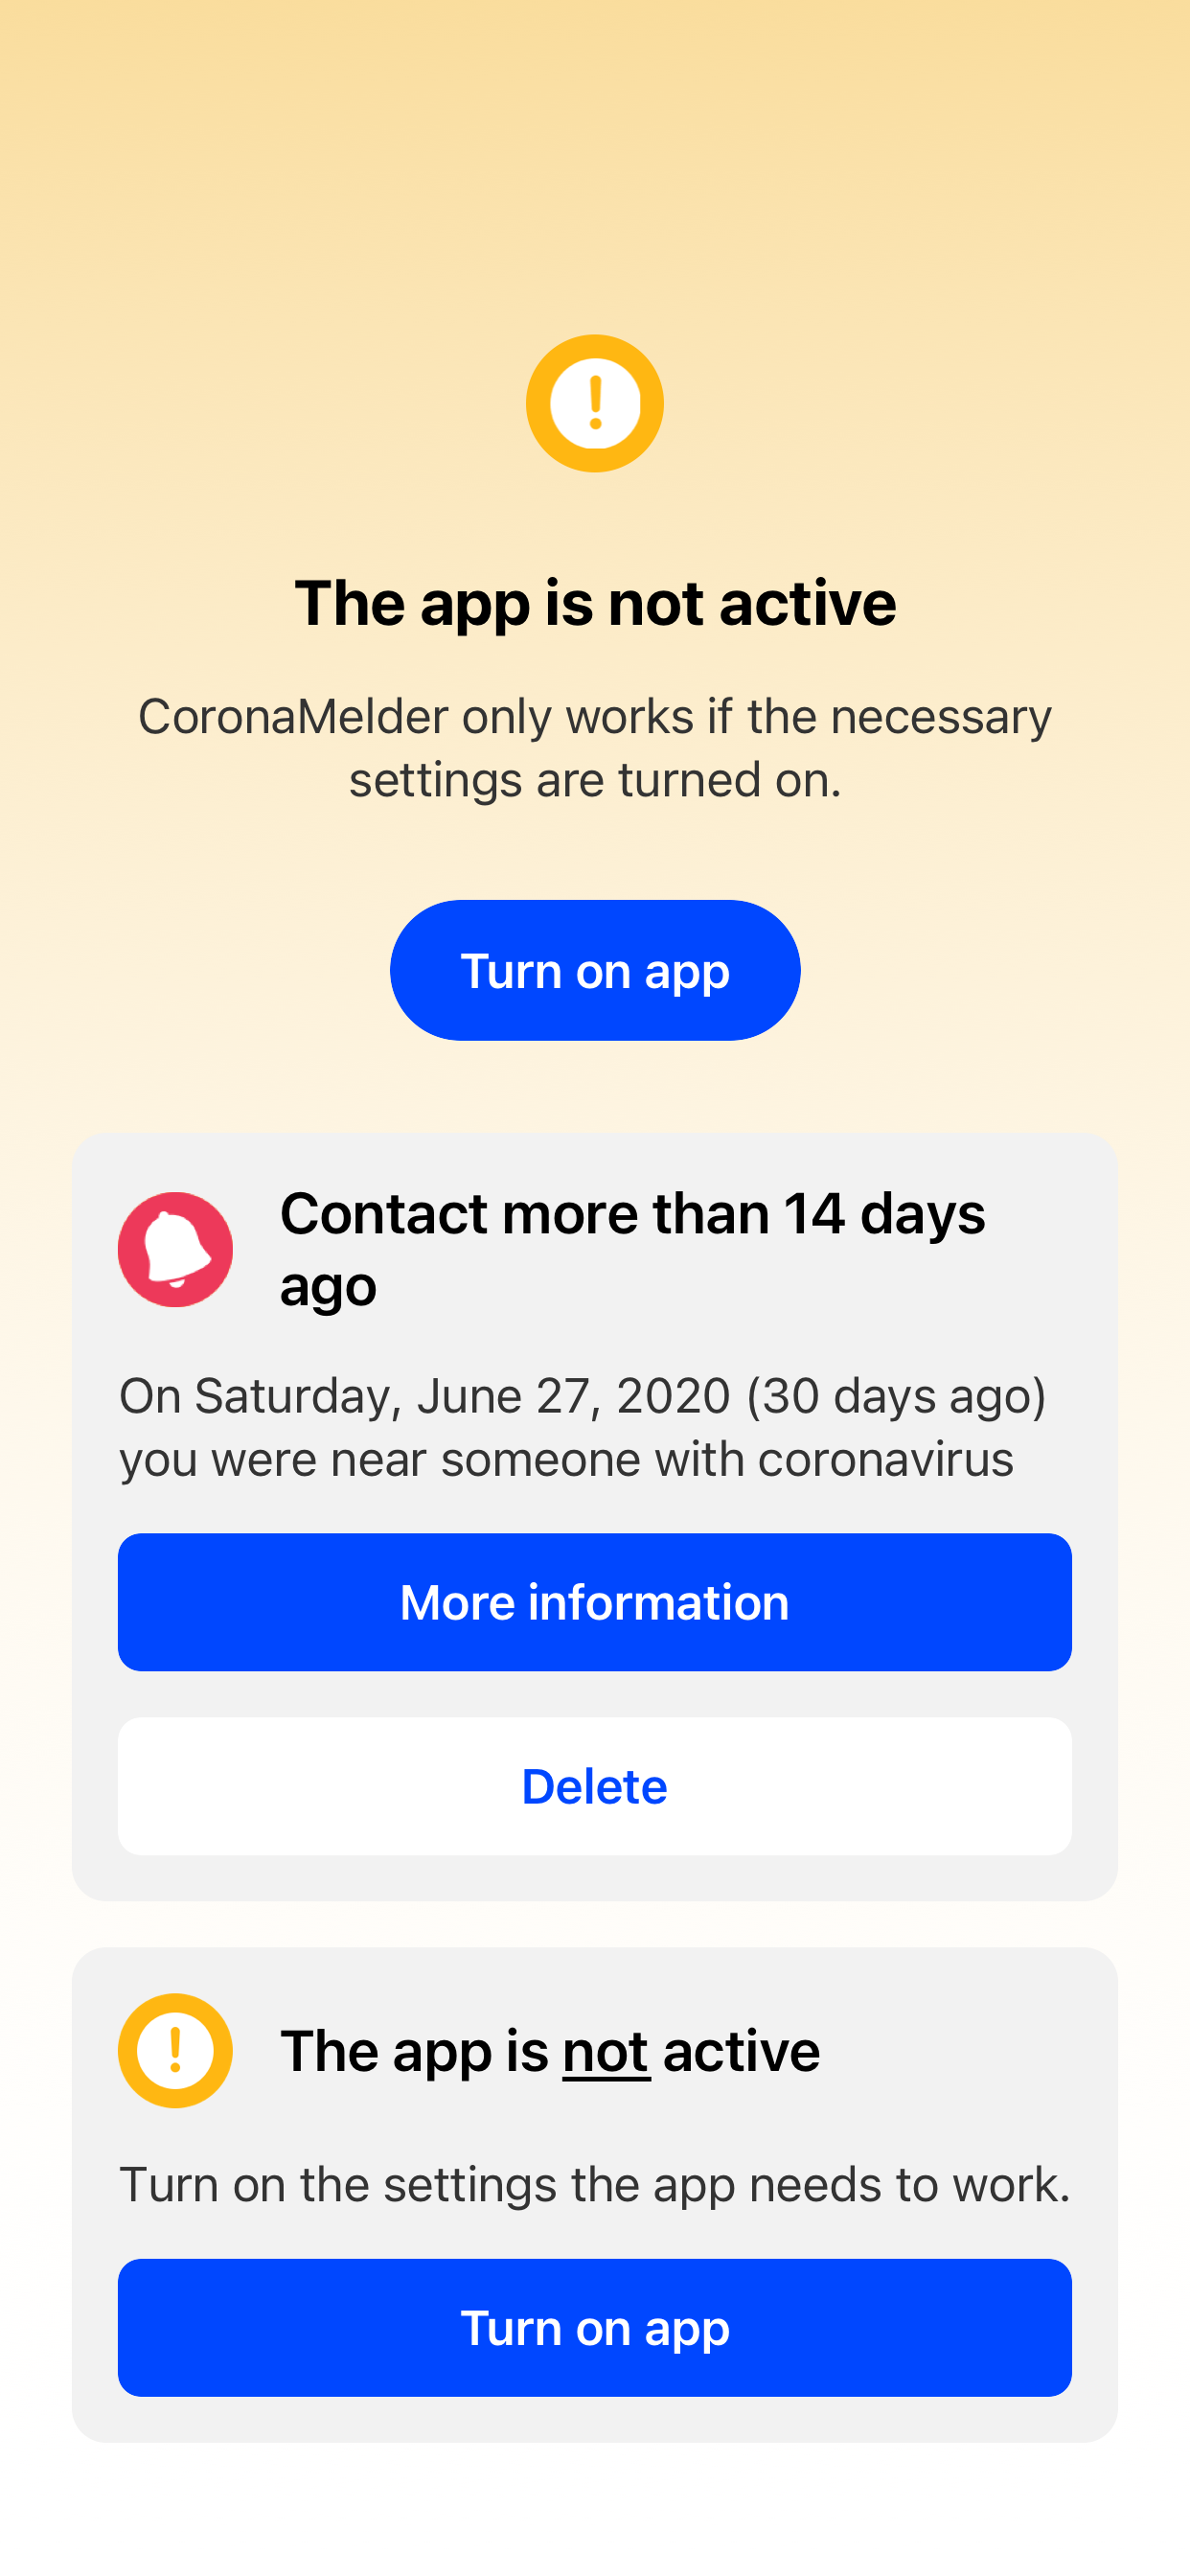 The app is not active
CoronaMelder only works if the necessary
settings are turned on.
Turn on app
Contact more than 14 days
ago
On Saturday, June 27, 2020 (30 days ago)
you were near someone with coronavirus
More information
Delete
The app is not active
Turn on the settings the app needs to work.
Turn on app